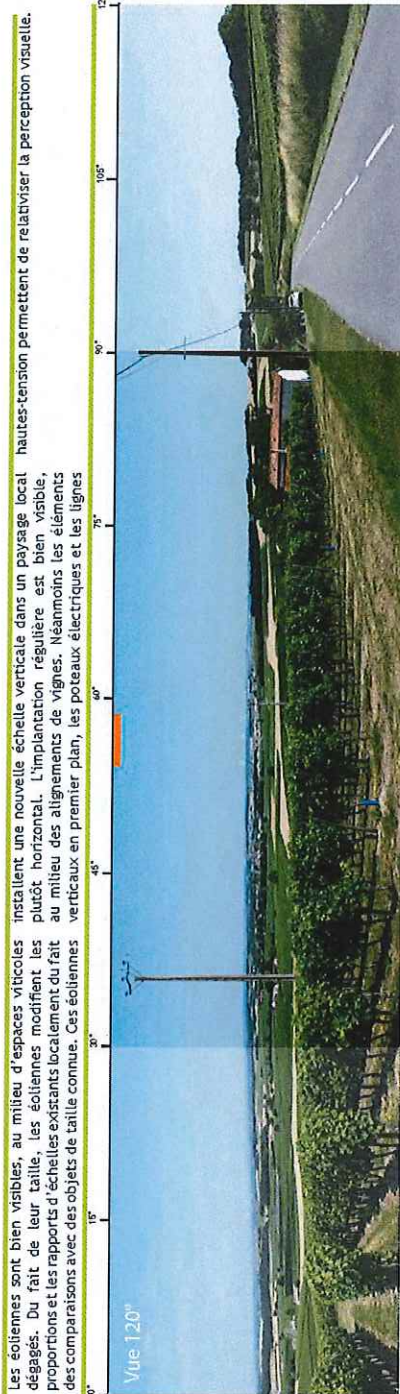 Les éoliennes sont bien visibles, au milieu d'espaces viticoles
dégagés. Du fait de leur taille, les éoliennes modifient les
proportions et les rapports d'échelles existants localement du fait
des comparaisons avec des objets de taille connue. Ces éoliennes
installent une nouvelle échelle verticale dans un paysage local
plutôt horizontal. L'implantation régulière est bien visible,
au milieu des alignements de vignes. Néanmoins les éléments
verticaux en premier plan, les poteaux électriques et les lignes
hautes-tension permettent de relativiser la perception visuelle.
15°
30°
45°
60°
75°
90°
105°
Vue 120°